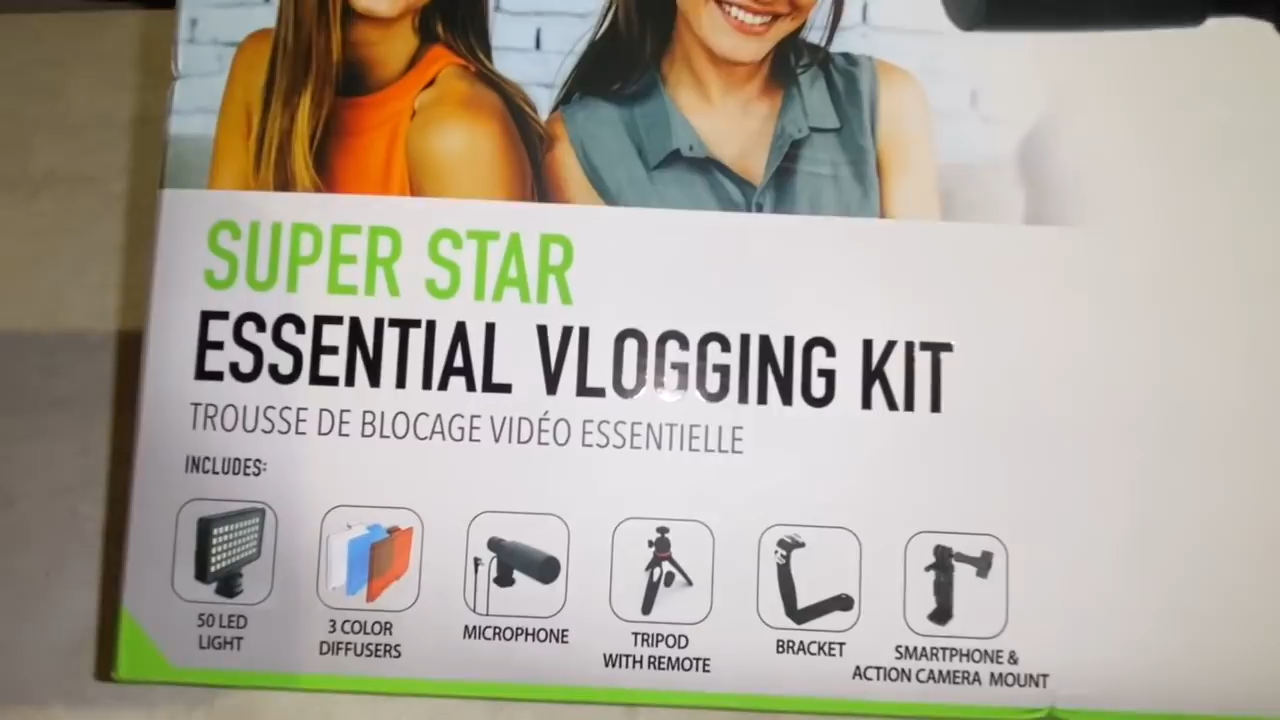 SUPER STAR
ESSENTIAL VLOGGING KIT
TROUSSE DE BLOCAGE VIDÉO ESSENTIELLE
INCLUDES:
50 LED
LIGHT
3 COLOR
DIFFUSERS
MICROPHONE
TRIPOD
WITH REMOTE
BRACKET
SMARTPHONE &
ACTION CAMERA MOUNT